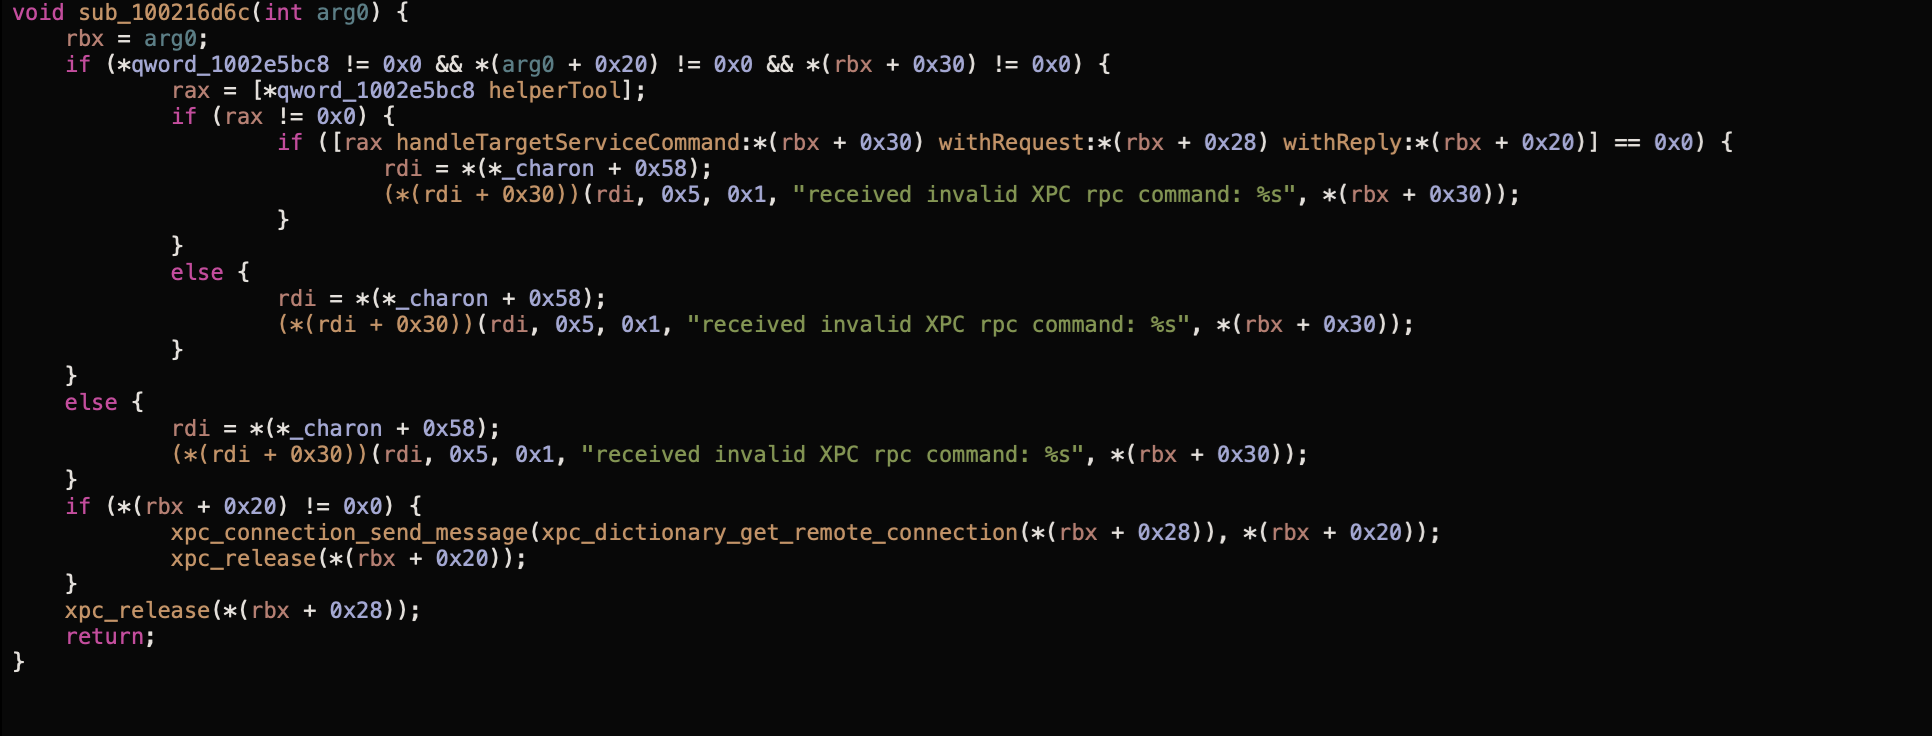 void sub_100216d6c(int arg0) {
    rbx = arg0;
    if (*qword_1002e5bc8 != 0x0 && *(arg0 + 0x20) != 0x0 && *(rbx + 0x30) != 0x0) {
            rax = [*qword_1002e5bc8 helperTool];
            if (rax != 0x0) {
                    if ([rax handleTargetServiceCommand:*(rbx + 0x30) withRequest:*(rbx + 0x28) withReply:*(rbx + 0x20)] == 0x0) {
                            rdi = *(*_charon + 0x58);
                            (*(rdi + 0x30))(rdi, 0x5, 0x1, "received invalid XPC rpc command: %s", *(rbx + 0x30));
                    }
            }
            else {
                    rdi = *(*_charon + 0x58);
                    (*(rdi + 0x30))(rdi, 0x5, 0x1, "received invalid XPC rpc command: %s", *(rbx + 0x30));
            }
    }
    else {
            rdi = *(*_charon + 0x58);
            (*(rdi + 0x30))(rdi, 0x5, 0x1, "received invalid XPC rpc command: %s", *(rbx + 0x30));
    }
    if (*(rbx + 0x20) != 0x0) {
            xpc_connection_send_message(xpc_dictionary_get_remote_connection(*(rbx + 0x28)), *(rbx + 0x20));
            xpc_release(*(rbx + 0x20));
    }
    xpc_release(*(rbx + 0x28));
    return;
}